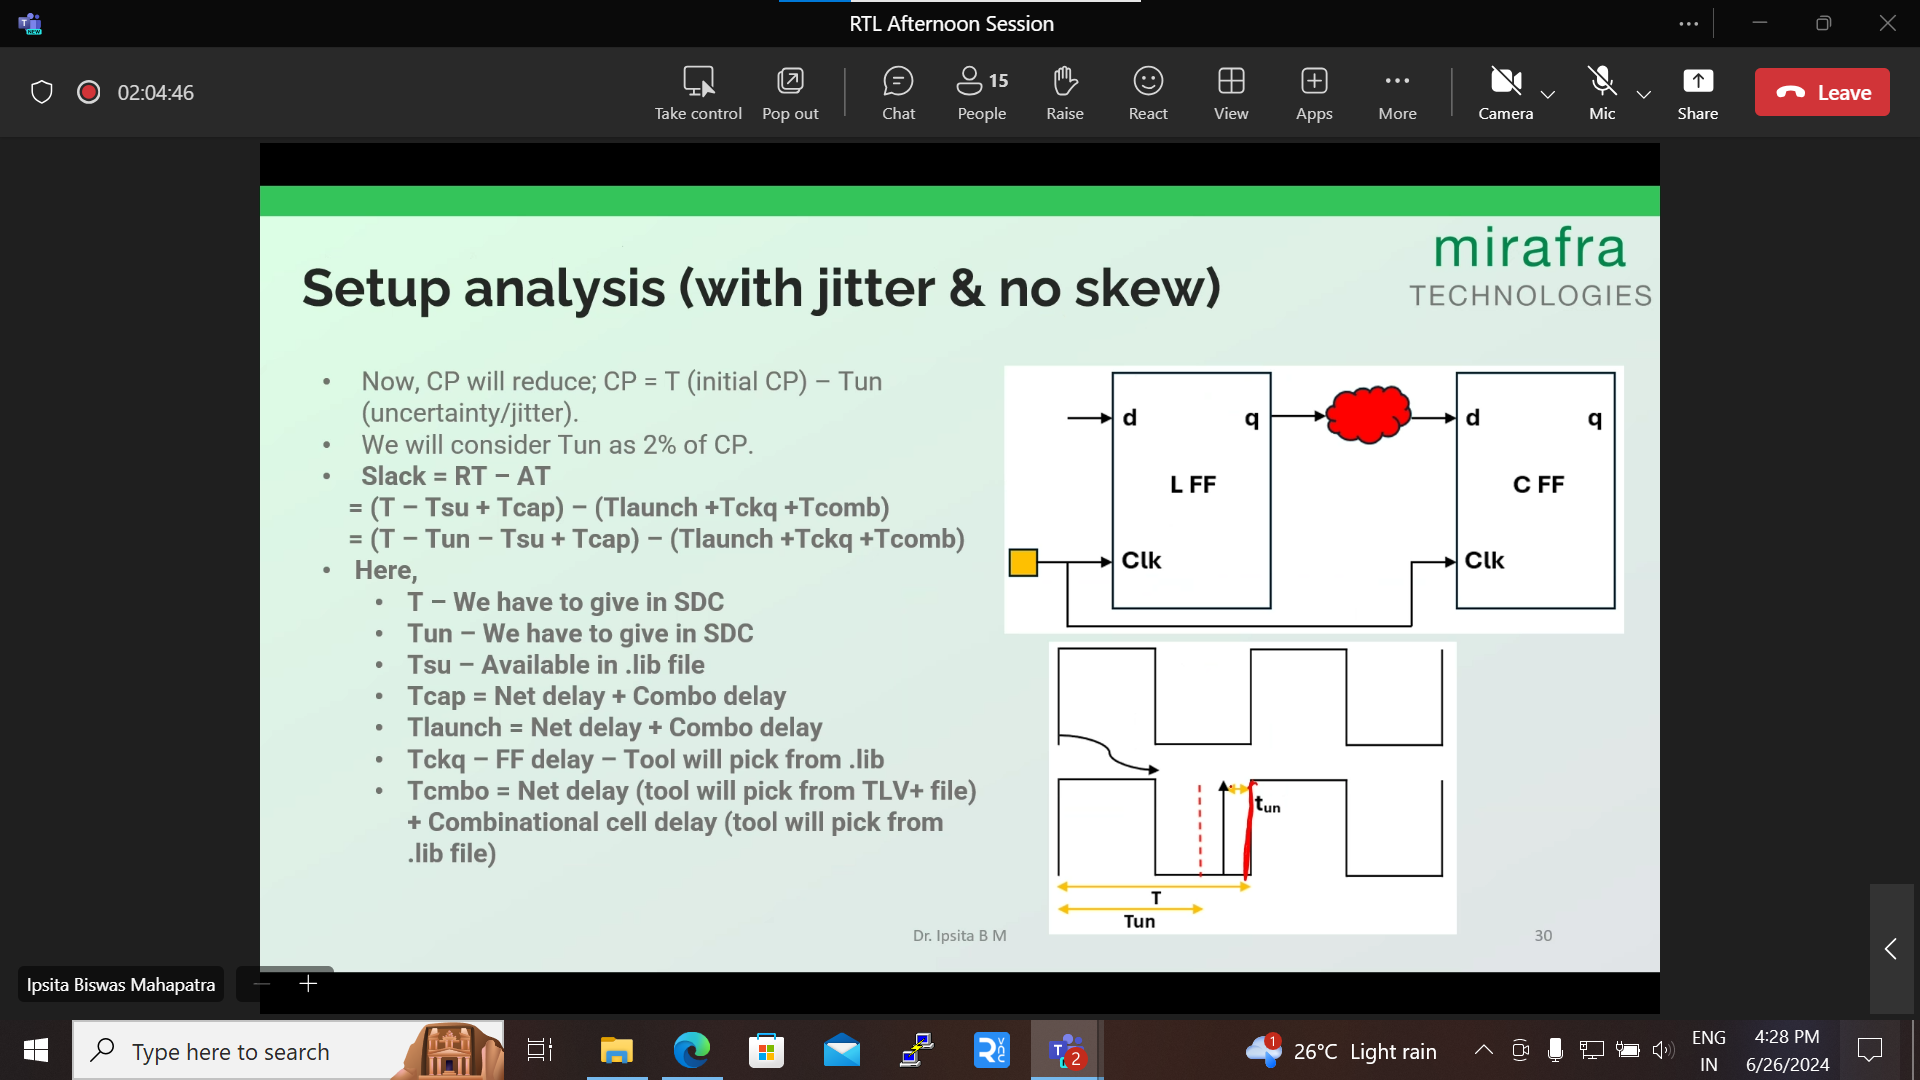 RTL Afternoon Session
02:04:46
Take control
Pop out
Chat
15
People
Raise
React
View
Apps
More
Camera
Mic
Share
Leave
mirafra
TECHNOLOGIES
Setup analysis (with jitter & no skew)
• Now, CP will reduce; CP = T (initial CP) – Tun
(uncertainty/jitter).
• We will consider Tun as 2% of CP.
• Slack = RT – AT
= (T – Tsu + Tcap) – (Tlaunch +Tckq +Tcomb)
= (T – Tun – Tsu + Tcap) – (Tlaunch +Tckq +Tcomb)
• Here,
• T – We have to give in SDC
• Tun – We have to give in SDC
• Tsu – Available in .lib file
• Tcap = Net delay + Combo delay
• Tlaunch = Net delay + Combo delay
• Tckq – FF delay – Tool will pick from .lib
• Tcmbo = Net delay (tool will pick from TLV+ file)
+ Combinational cell delay (tool will pick from
.lib file)
d q d q
L FF C FF
Clk Clk
tun
T
Tun
Dr. Ipsita B M
30
Ipsita Biswas Mahapatra
Type here to search
T NEW
VNC
2
1
26°C Light rain
ENG
IN
4:28 PM
6/26/2024